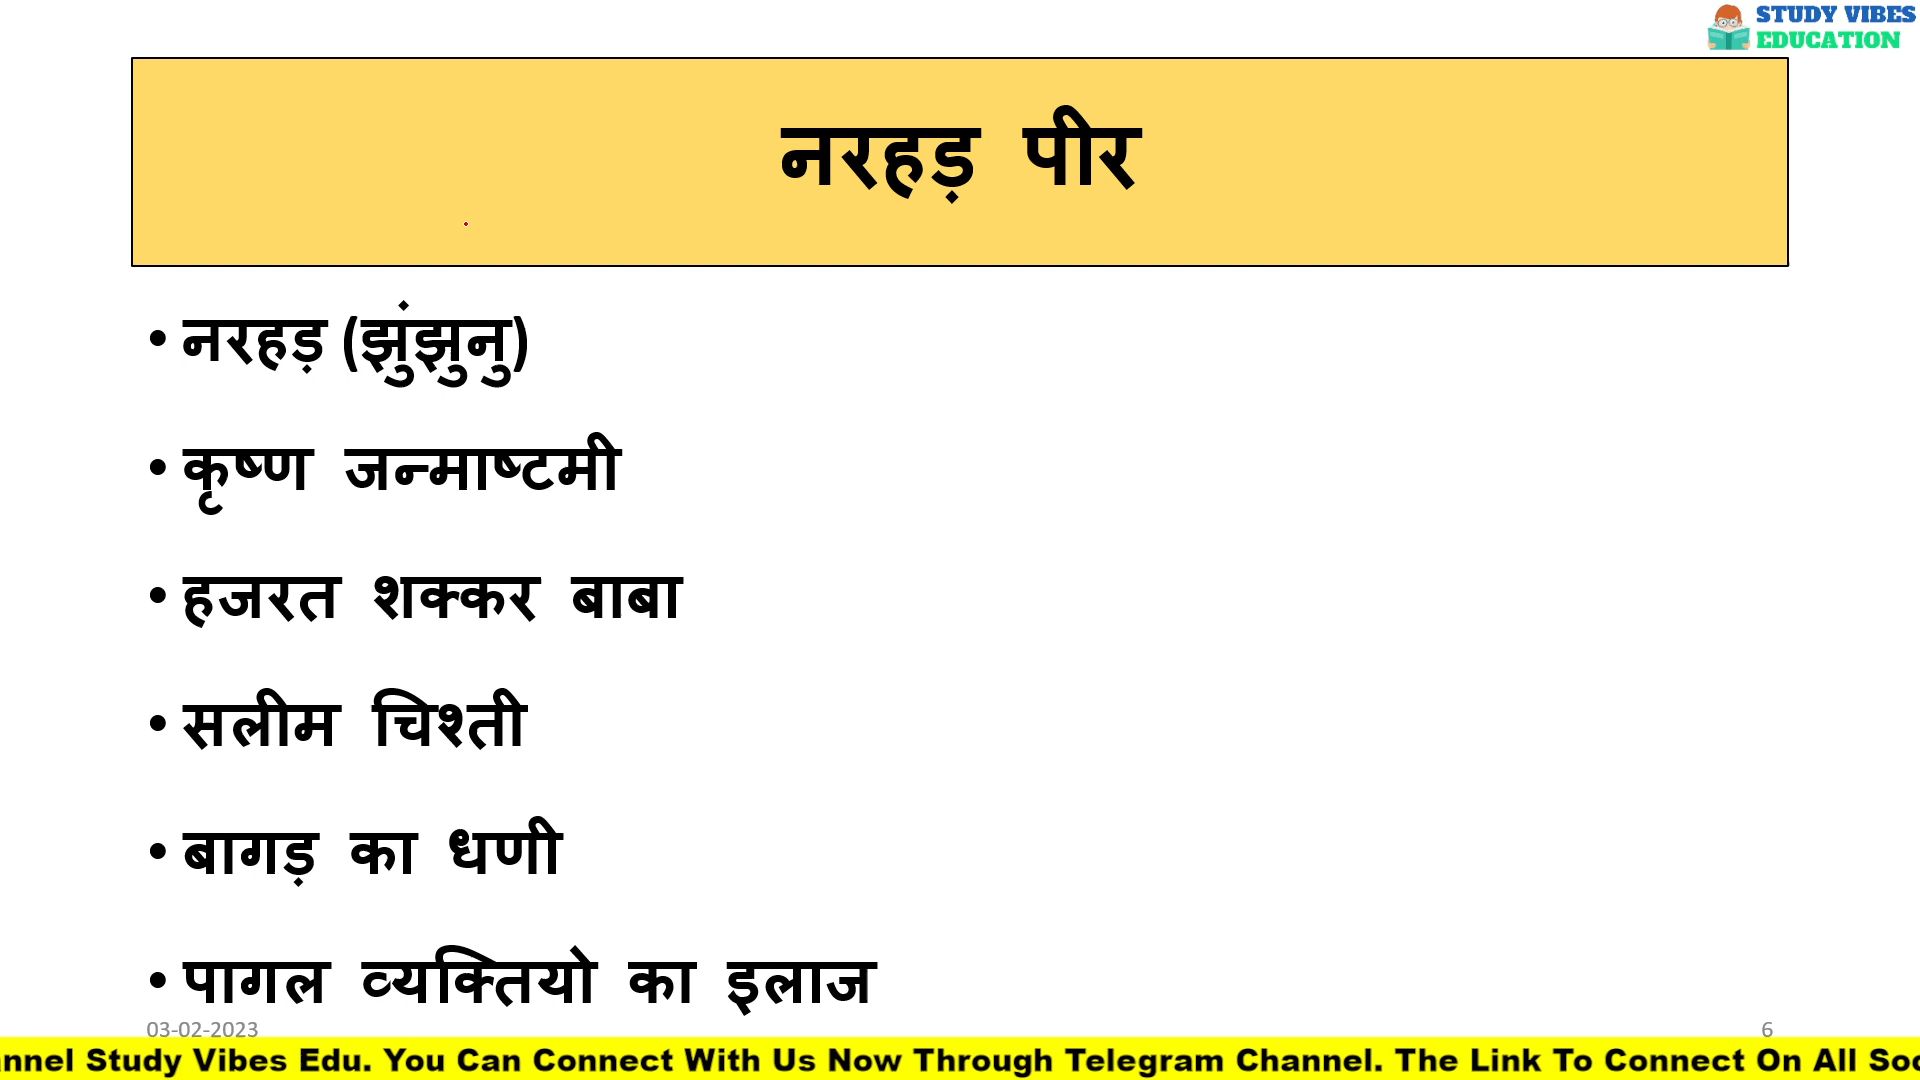 STUDY VIBES
EDUCATION
नरहड़ पीर
• नरहड़ (झुंझुनु)
• कृष्ण जन्माष्टमी
• हजरत शक्कर बाबा
• सलीम चिश्ती
• बागड़ का धणी
• पागल व्यक्तियो का इलाज
03-02-2023
6
nnel Study Vibes Edu. You Can Connect With Us Now Through Telegram Channel. The Link To Connect On All Soc